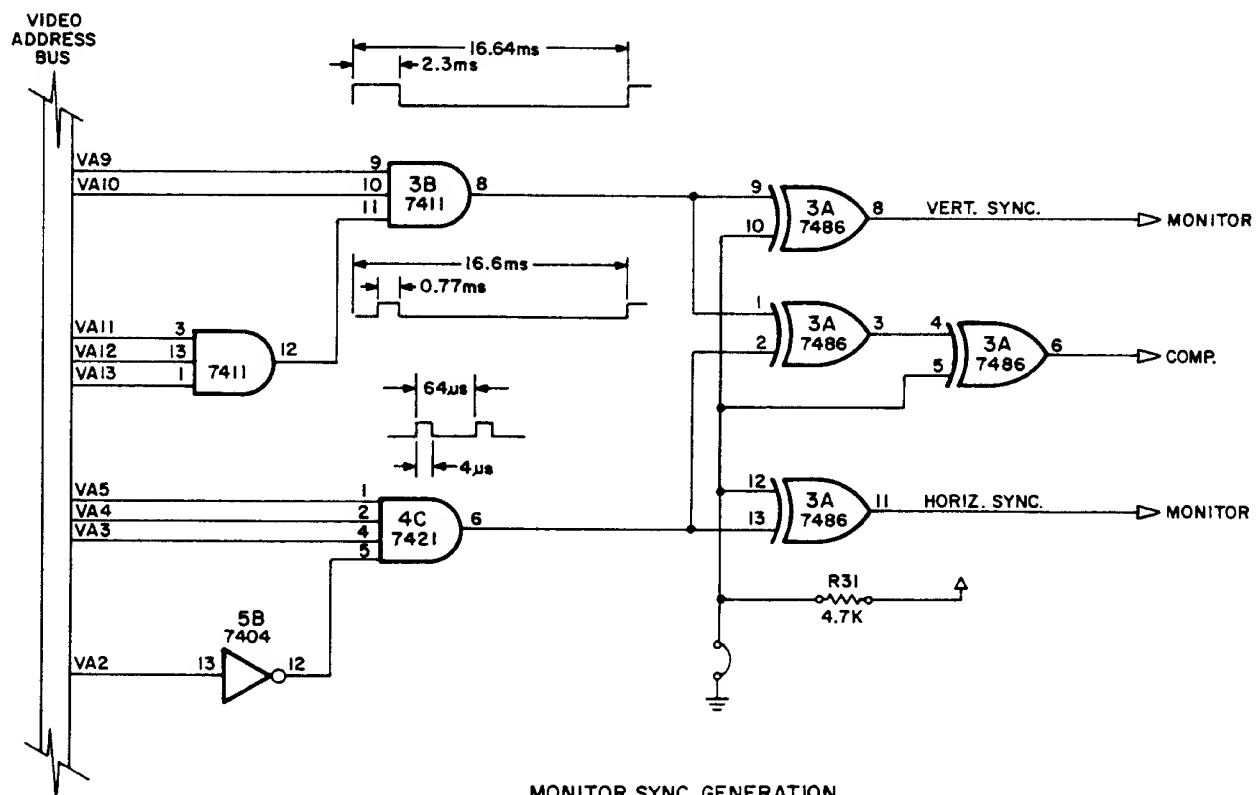 VIDEO
ADDRESS
BUS
16.64ms
2.3ms
VA9
9
VA10
10
3B
7411
11
8
9
10
3A
7486
8
VERT. SYNC.
MONITOR
16.6ms
0.77ms
VA11
3
VA12
13
VA13
1
7411
12
1
2
3A
7486
3
4
5
3A
7486
6
COMP.
64µs
4µs
VA5
1
VA4
2
VA3
4
5
4C
7421
6
12
13
3A
7486
11
HORIZ. SYNC.
MONITOR
R31
4.7K
5B
7404
VA2
13
12
MONITOR SYNC GENERATION